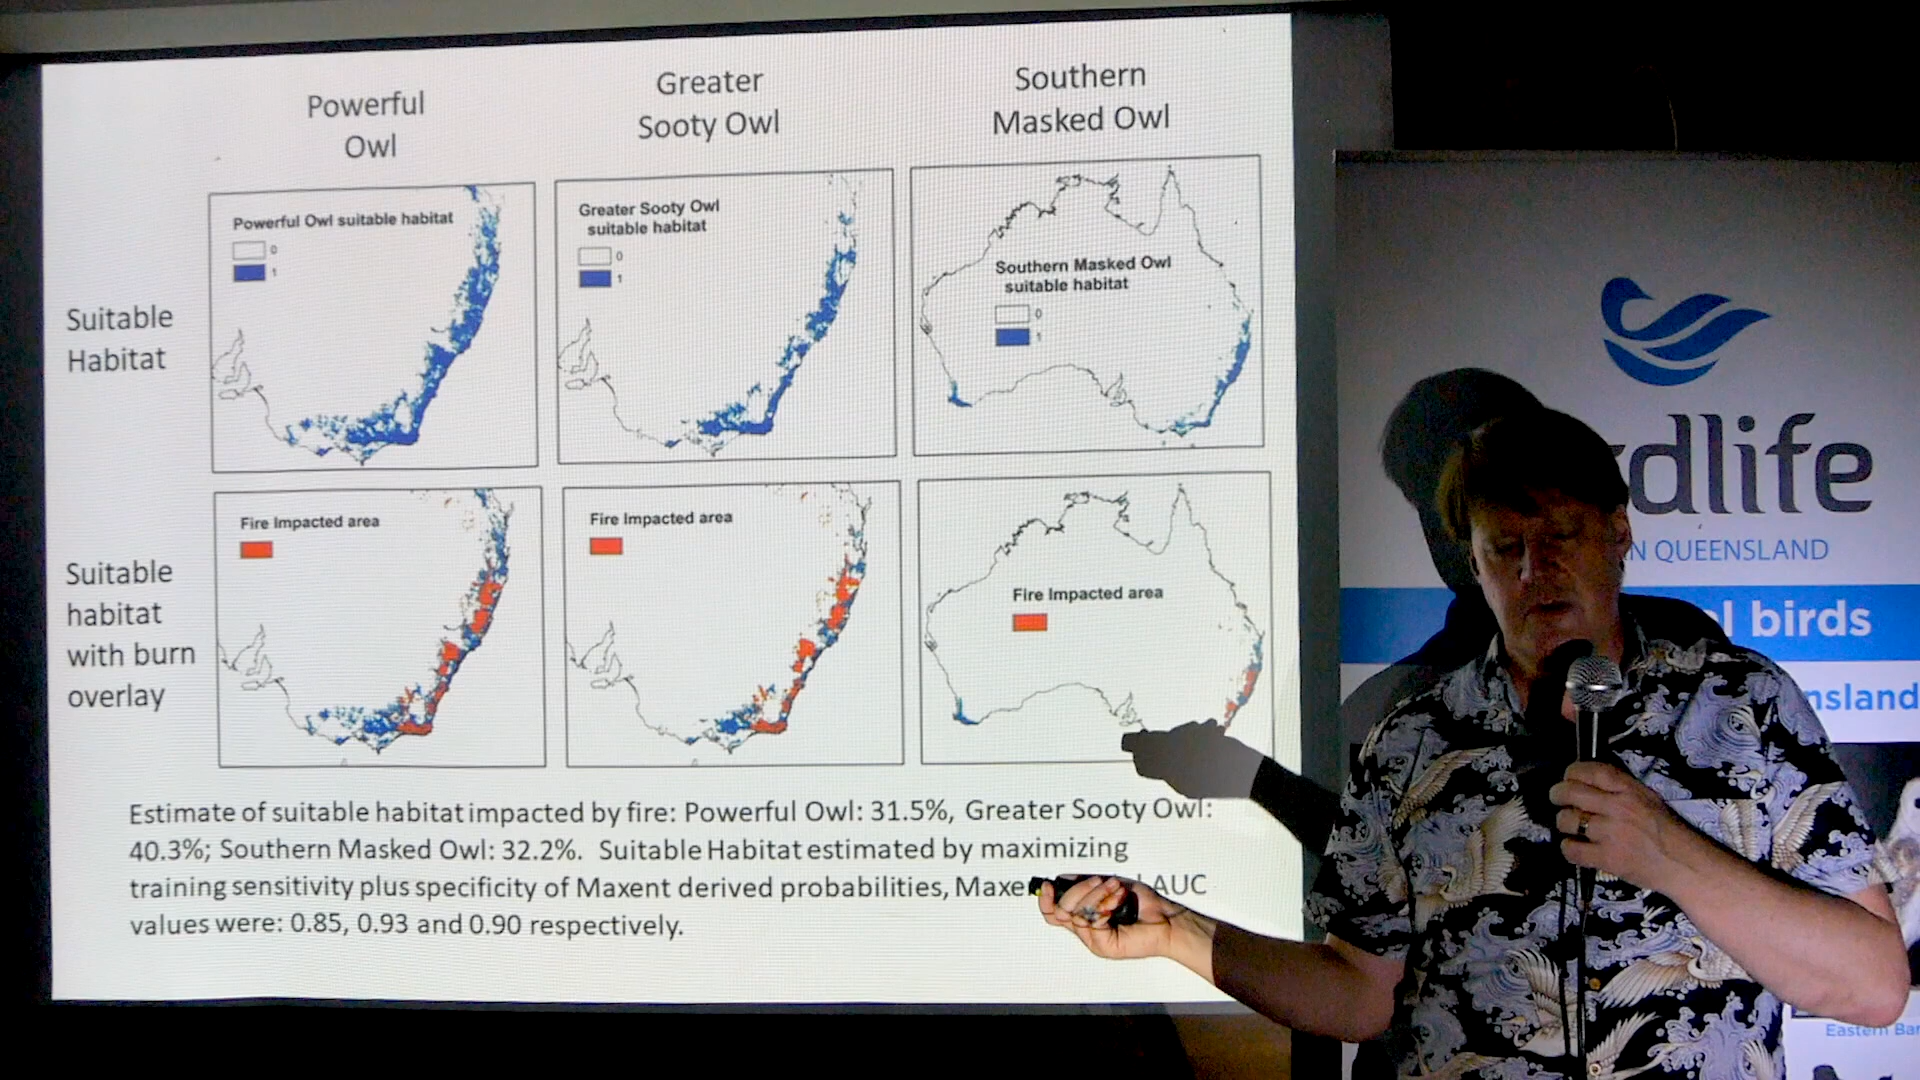 Powerful
Owl
Greater
Sooty Owl
Southern
Masked Owl
Suitable
Habitat
Powerful Owl suitable habitat
0
1
Greater Sooty Owl
suitable habitat
0
1
Southern Masked Owl
suitable habitat
0
1
Suitable
habitat
with burn
overlay
Fire Impacted area
Fire Impacted area
Fire Impacted area
Estimate of suitable habitat impacted by fire: Powerful Owl: 31.5%, Greater Sooty Owl:
40.3%; Southern Masked Owl: 32.2%. Suitable Habitat estimated by maximizing
training sensitivity plus specificity of Maxent derived probabilities, Maxe AUC
values were: 0.85, 0.93 and 0.90 respectively.
dlife
N QUEENSLAND
l birds
nsland
Eastern Bar